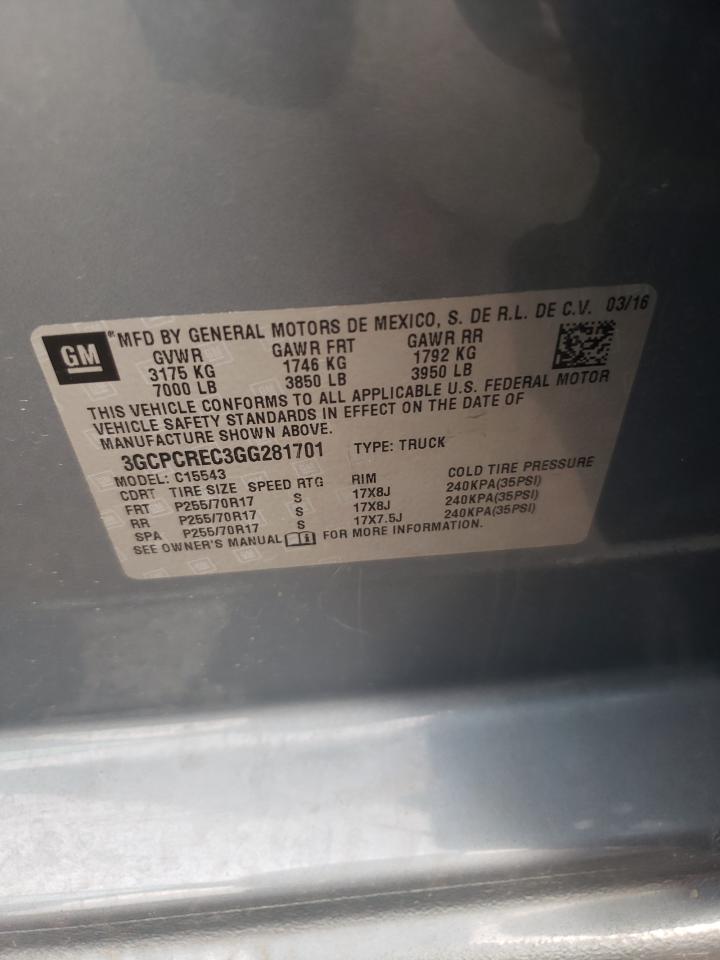 GM® MFD BY GENERAL MOTORS DE MEXICO, S. DE R.L. DE C.V. 03/16
GVWR GAWR FRT GAWR RR
3175 KG 1746 KG 1792 KG
7000 LB 3850 LB 3950 LB
THIS VEHICLE CONFORMS TO ALL APPLICABLE U.S. FEDERAL MOTOR
VEHICLE SAFETY STANDARDS IN EFFECT ON THE DATE OF
MANUFACTURE SHOWN ABOVE.
3GCPCREC3GG281701 TYPE: TRUCK
MODEL: C15543
CDRT TIRE SIZE SPEED RTG RIM COLD TIRE PRESSURE
FRT P255/70R17 S 17X8J 240KPA(35PSI)
RR P255/70R17 S 17X8J 240KPA(35PSI)
SPA P255/70R17 S 17X7.5J 240KPA(35PSI)
SEE OWNER'S MANUAL FOR MORE INFORMATION.